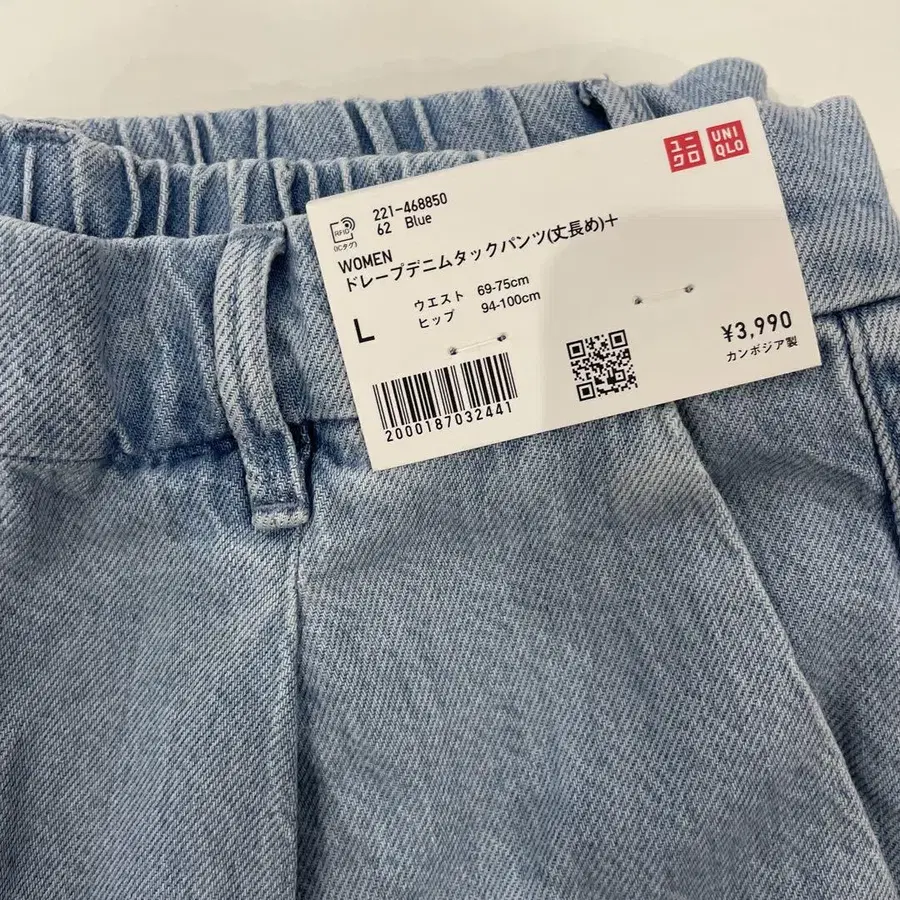 ユニ
クロ
UNI
QLO
221-468850
62 Blue
RFID
(ICタグ)
WOMEN
ドレープデニムタックパンツ(丈長め)+
L
ウエスト 69-75cm
ヒップ 94-100cm
¥3,990
カンボジア製
2000187032441